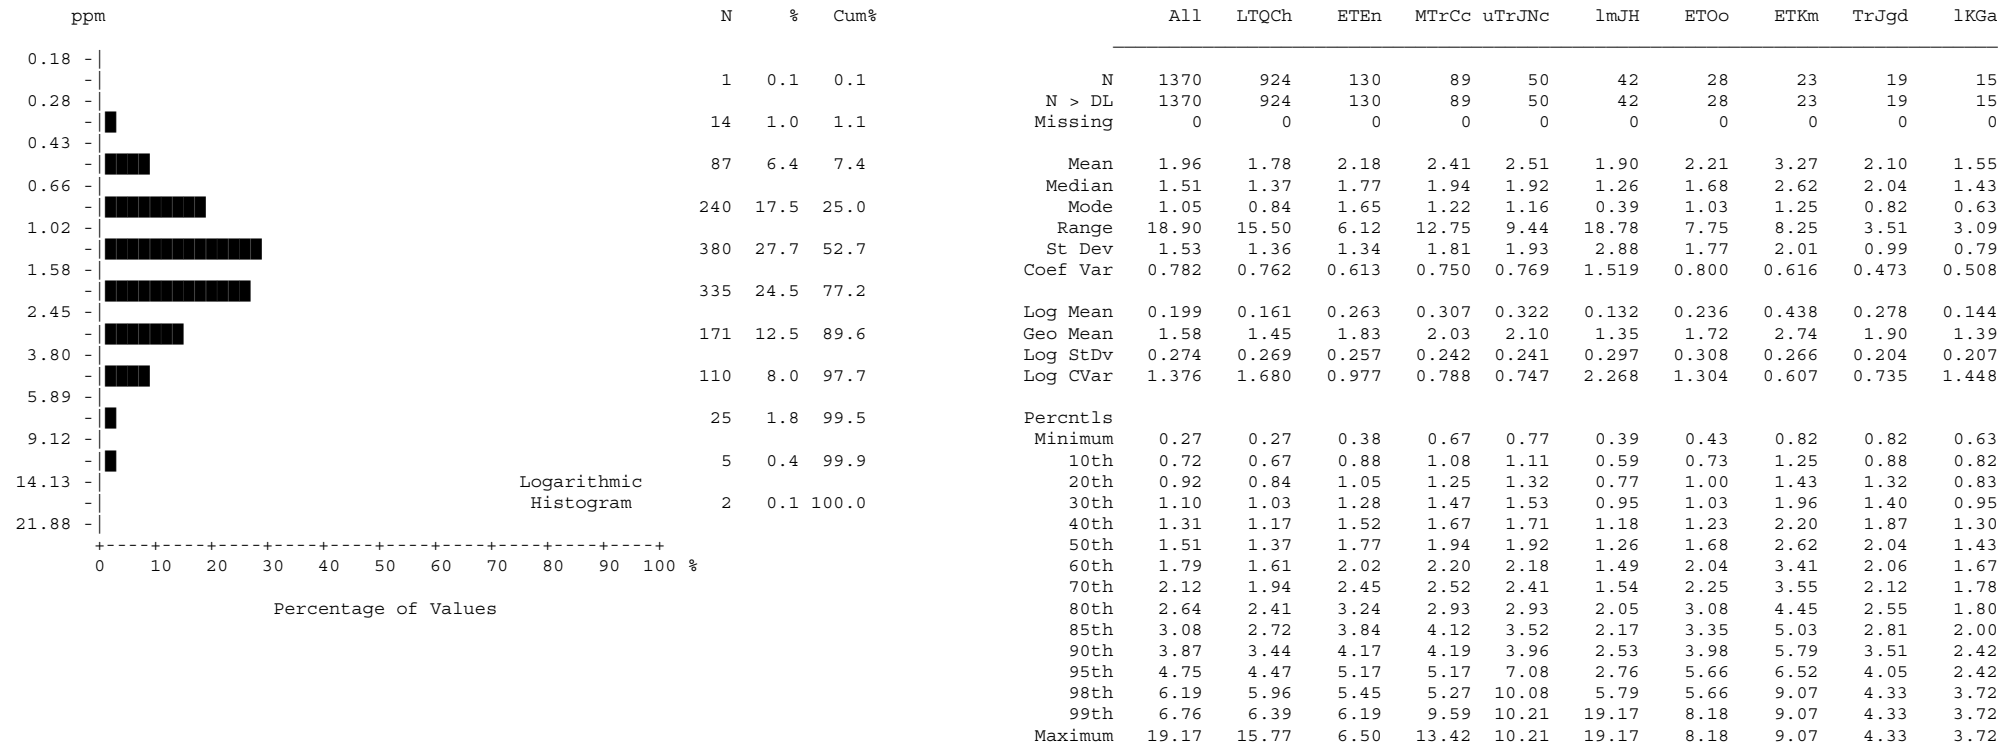 ppm N % Cum% All LTQCh ETEn MTrCc uTrJNc lmJH ETOo ETKm TrJgd lKGa
0.18 -|
-| 1 0.1 0.1 N 1370 924 130 89 50 42 28 23 19 15
0.28 -| N > DL 1370 924 130 89 50 42 28 23 19 15
-| 14 1.0 1.1 Missing 0 0 0 0 0 0 0 0 0 0
0.43 -|
-| 87 6.4 7.4 Mean 1.96 1.78 2.18 2.41 2.51 1.90 2.21 3.27 2.10 1.55
0.66 -| Median 1.51 1.37 1.77 1.94 1.92 1.26 1.68 2.62 2.04 1.43
-| 240 17.5 25.0 Mode 1.05 0.84 1.65 1.22 1.16 0.39 1.03 1.25 0.82 0.63
1.02 -| Range 18.90 15.50 6.12 12.75 9.44 18.78 7.75 8.25 3.51 3.09
-| 380 27.7 52.7 St Dev 1.53 1.36 1.34 1.81 1.93 2.88 1.77 2.01 0.99 0.79
1.58 -| Coef Var 0.782 0.762 0.613 0.750 0.769 1.519 0.800 0.616 0.473 0.508
-| 335 24.5 77.2
2.45 -| Log Mean 0.199 0.161 0.263 0.307 0.322 0.132 0.236 0.438 0.278 0.144
-| 171 12.5 89.6 Geo Mean 1.58 1.45 1.83 2.03 2.10 1.35 1.72 2.74 1.90 1.39
3.80 -| Log StDv 0.274 0.269 0.257 0.242 0.241 0.297 0.308 0.266 0.204 0.207
-| 110 8.0 97.7 Log CVar 1.376 1.680 0.977 0.788 0.747 2.268 1.304 0.607 0.735 1.448
5.89 -|
-| 25 1.8 99.5 Percntls
9.12 -| Minimum 0.27 0.27 0.38 0.67 0.77 0.39 0.43 0.82 0.82 0.63
-| 5 0.4 99.9 10th 0.72 0.67 0.88 1.08 1.11 0.59 0.73 1.25 0.88 0.82
14.13 -| Logarithmic 20th 0.92 0.84 1.05 1.25 1.32 0.77 1.00 1.43 1.32 0.83
-| Histogram 2 0.1 100.0 30th 1.10 1.03 1.28 1.47 1.53 0.95 1.03 1.96 1.40 0.95
21.88 -| 40th 1.31 1.17 1.52 1.67 1.71 1.18 1.23 2.20 1.87 1.30
+----+----+----+----+----+----+----+----+----+----+ 50th 1.51 1.37 1.77 1.94 1.92 1.26 1.68 2.62 2.04 1.43
0 10 20 30 40 50 60 70 80 90 100 % 60th 1.79 1.61 2.02 2.20 2.18 1.49 2.04 3.41 2.06 1.67
70th 2.12 1.94 2.45 2.52 2.41 1.54 2.25 3.55 2.12 1.78
Percentage of Values 80th 2.64 2.41 3.24 2.93 2.93 2.05 3.08 4.45 2.55 1.80
85th 3.08 2.72 3.84 4.12 3.52 2.17 3.35 5.03 2.81 2.00
90th 3.87 3.44 4.17 4.19 3.96 2.53 3.98 5.79 3.51 2.42
95th 4.75 4.47 5.17 5.17 7.08 2.76 5.66 6.52 4.05 2.42
98th 6.19 5.96 5.45 5.27 10.08 5.79 5.66 9.07 4.33 3.72
99th 6.76 6.39 6.19 9.59 10.21 19.17 8.18 9.07 4.33 3.72
Maximum 19.17 15.77 6.50 13.42 10.21 19.17 8.18 9.07 4.33 3.72